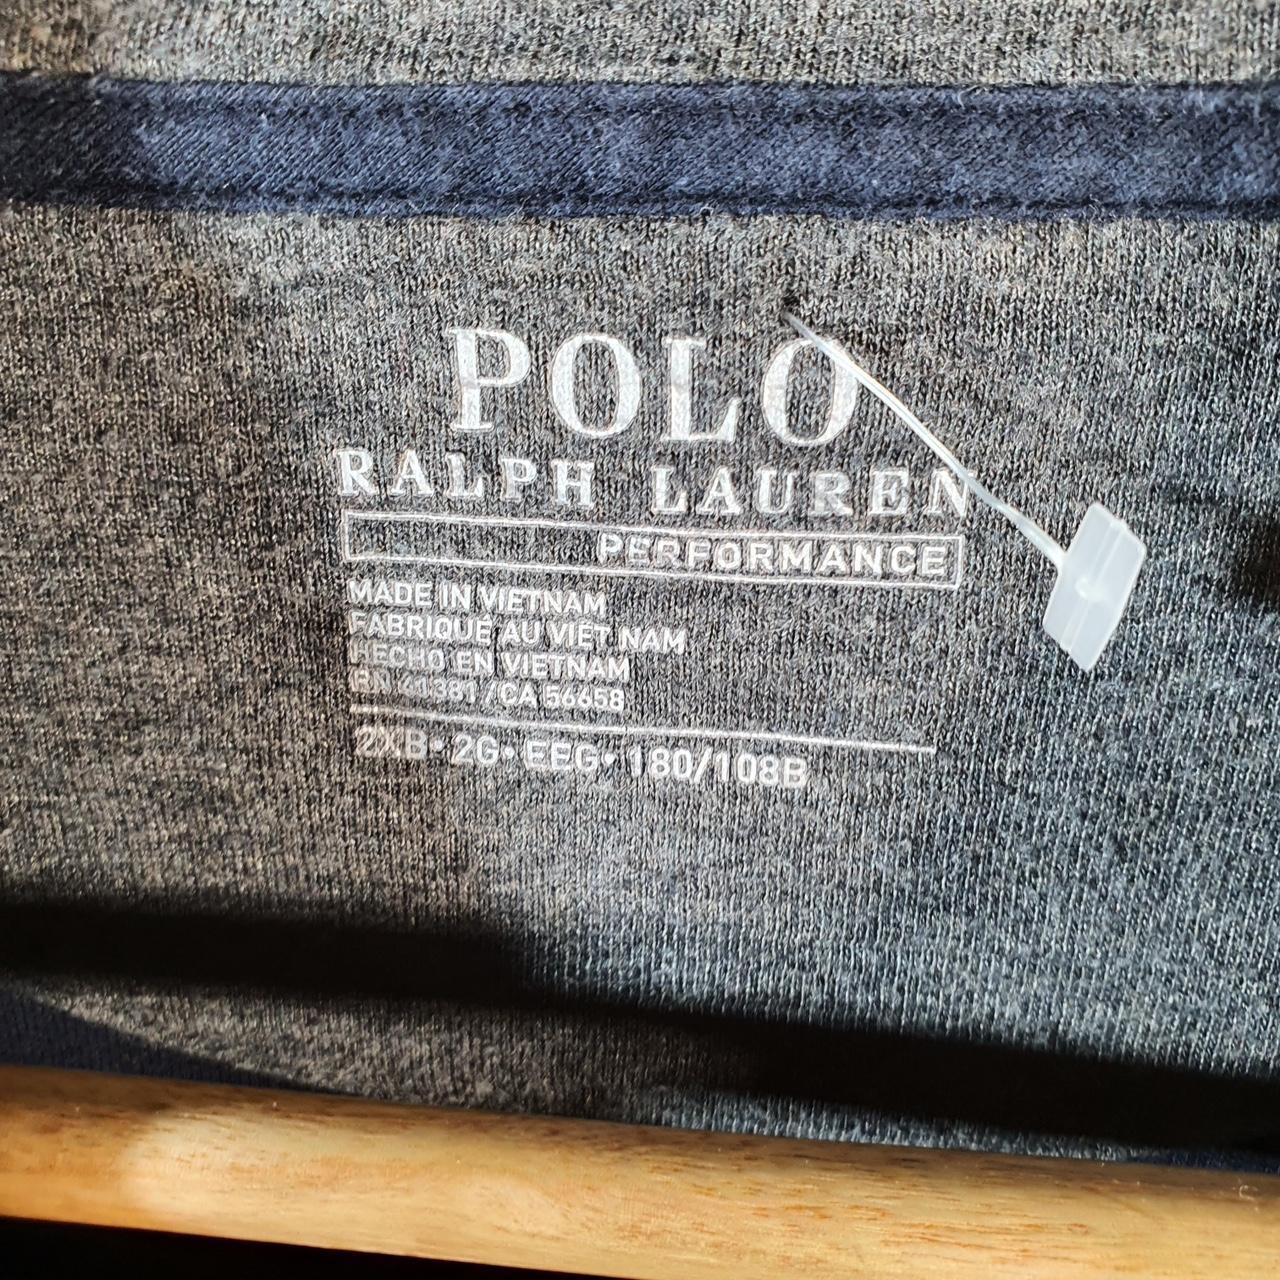 POLO
RALPH LAUREN
PERFORMANCE
MADE IN VIETNAM
FABRIQUÉ AU VIET NAM
HECHO EN VIETNAM
RN 41381 / CA 56658
2XB • 2G • EEG • 180/108B